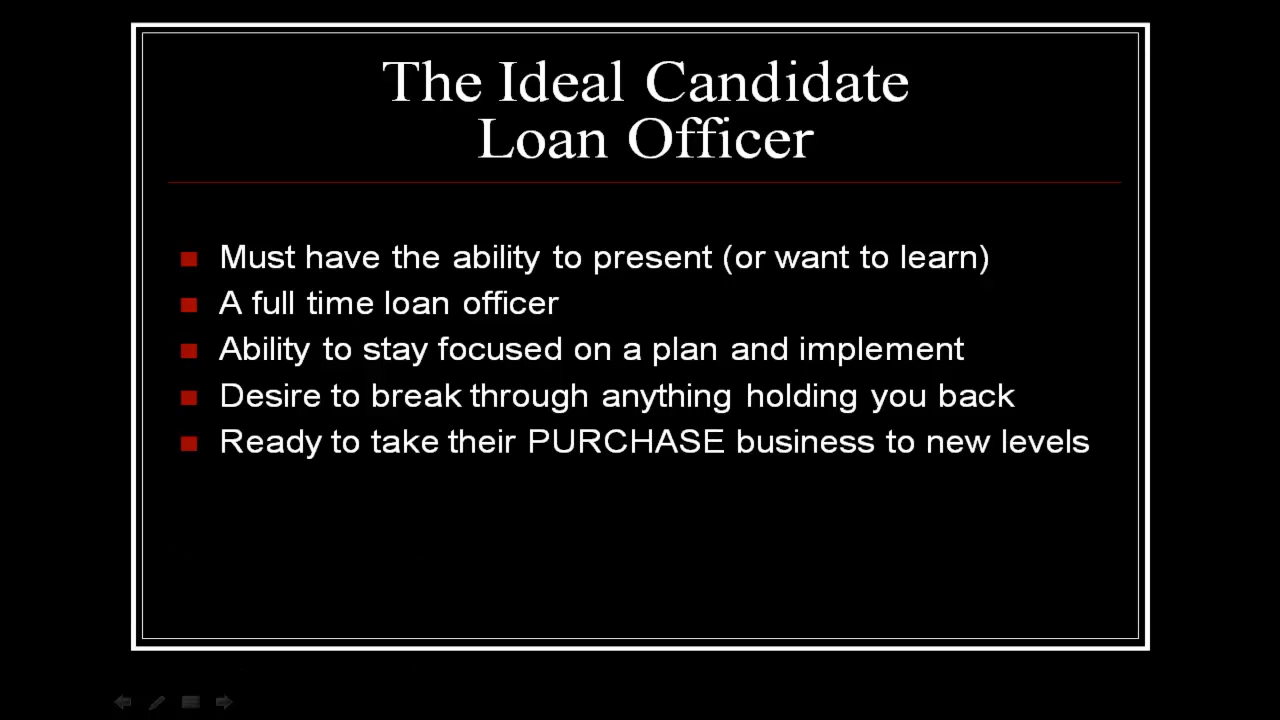 The Ideal Candidate
Loan Officer
Must have the ability to present (or want to learn)
A full time loan officer
Ability to stay focused on a plan and implement
Desire to break through anything holding you back
Ready to take their PURCHASE business to new levels